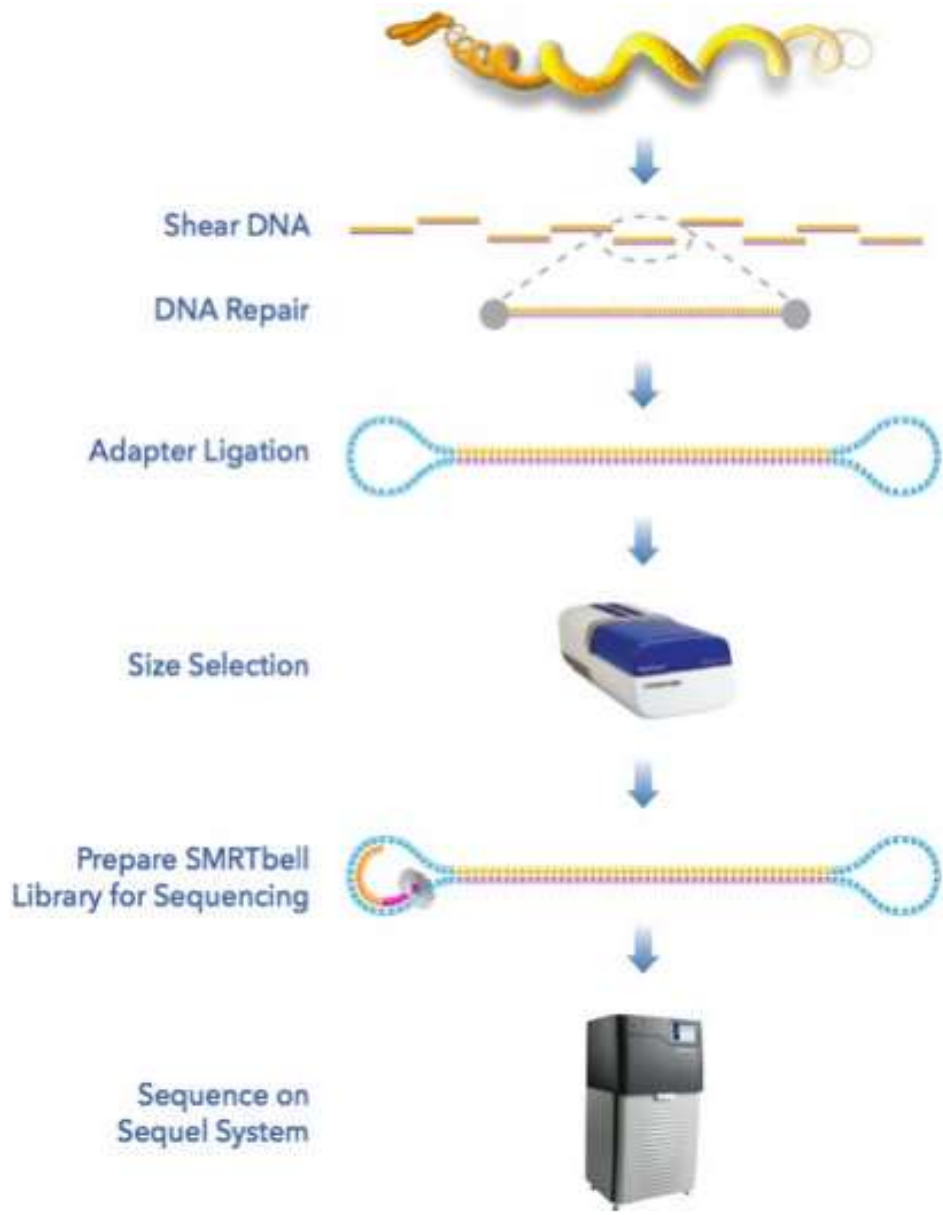 Shear DNA
DNA Repair
Adapter Ligation
Size Selection
Prepare SMRTbell
Library for Sequencing
Sequence on
Sequel System